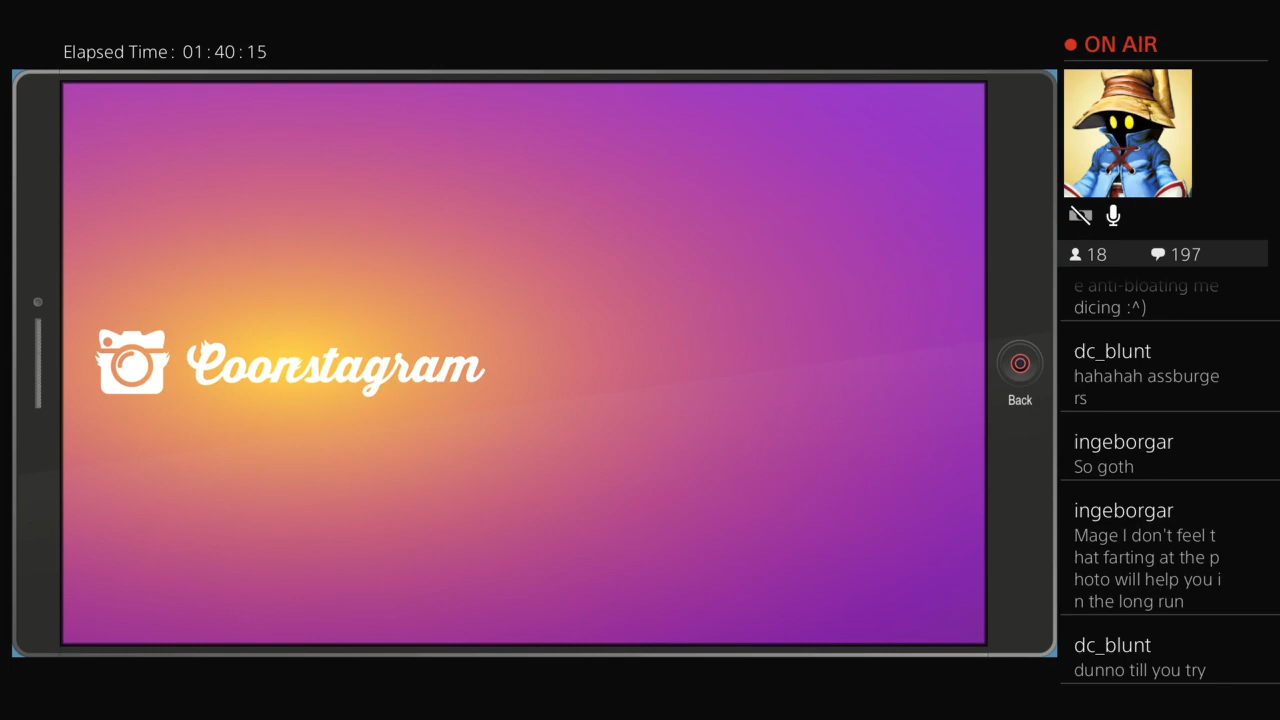 Elapsed Time: 01:40:15
ON AIR
Coonstagram
Back
18
197
e anti-bloating me
dicing :^)
dc_blunt
hahahah assburge
rs
ingeborgar
So goth
ingeborgar
Mage I don't feel t
hat farting at the p
hoto will help you i
n the long run
dc_blunt
dunno till you try